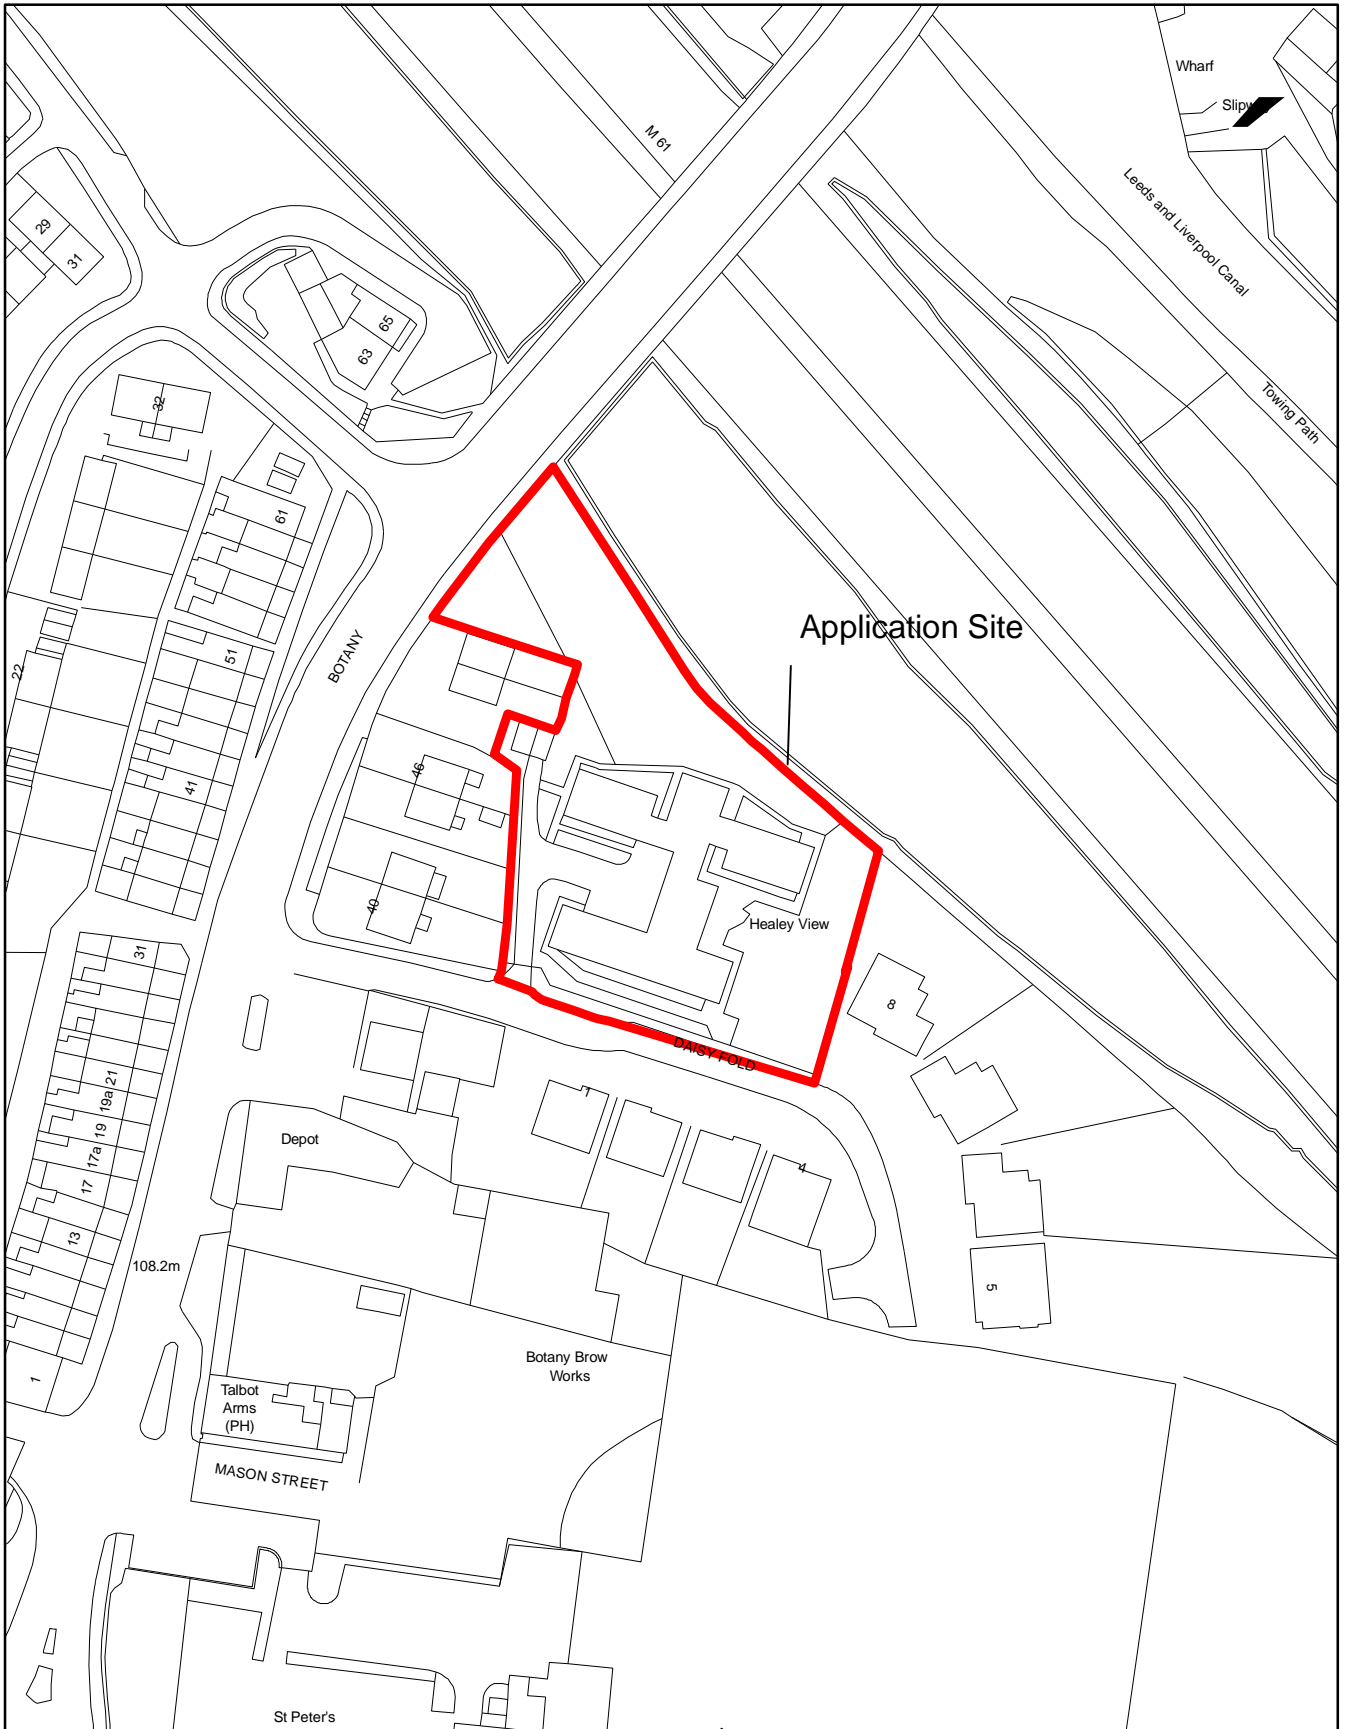 Wharf
M 61
Leeds and Liverpool Canal
29
31
65
63
Towing Path
32
61
Application Site
BOTANY
51
22
46
41
40
Healey View
31
8
DAISY FOLD
21
19a
1
19
Depot
17a
4
17
13
108.2m
5
Botany Brow
Works
1
Talbot
Arms
(PH)
MASON STREET
St Peter's